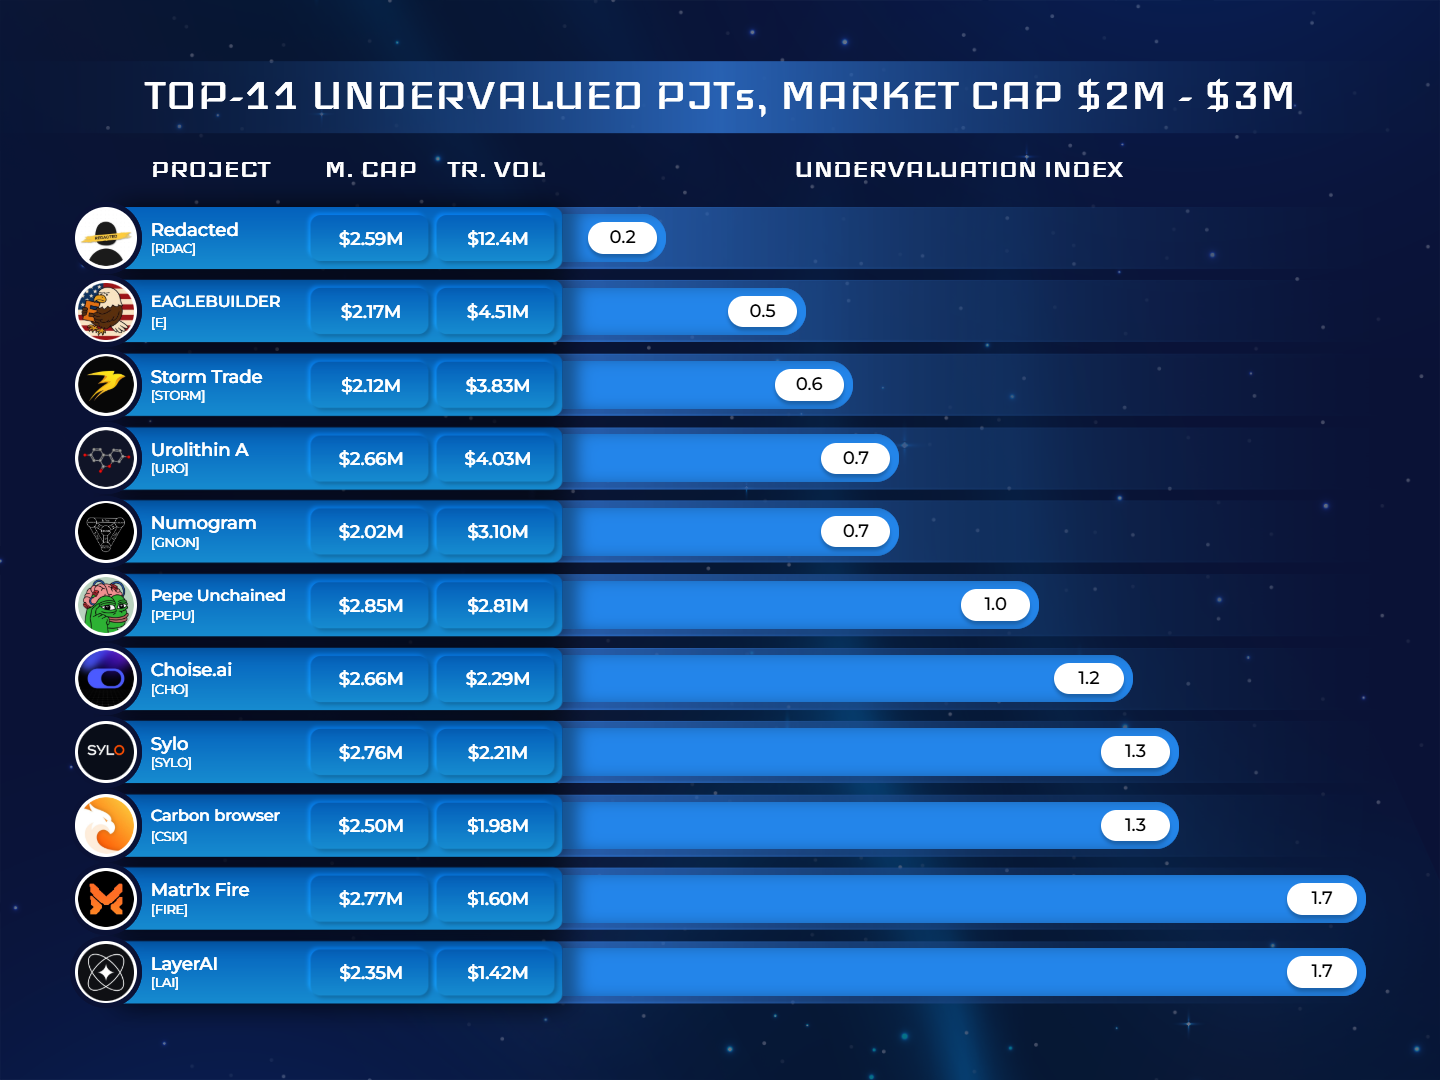 TOP-11 UNDERVALUED PJTs, MARKET CAP $2M - $3M
PROJECT M. CAP TR. VOL UNDERVALUATION INDEX
Redacted
[RDAC]
$2.59M $12.4M 0.2
EAGLEBUILDER
[E]
$2.17M $4.51M 0.5
Storm Trade
[STORM]
$2.12M $3.83M 0.6
Urolithin A
[URO]
$2.66M $4.03M 0.7
Numogram
[GNON]
$2.02M $3.10M 0.7
Pepe Unchained
[PEPU]
$2.85M $2.81M 1.0
Choise.ai
[CHO]
$2.66M $2.29M 1.2
SYLO
Sylo
[SYLO]
$2.76M $2.21M 1.3
Carbon browser
[CSIX]
$2.50M $1.98M 1.3
Matr1x Fire
[FIRE]
$2.77M $1.60M 1.7
LayerAI
[LAI]
$2.35M $1.42M 1.7